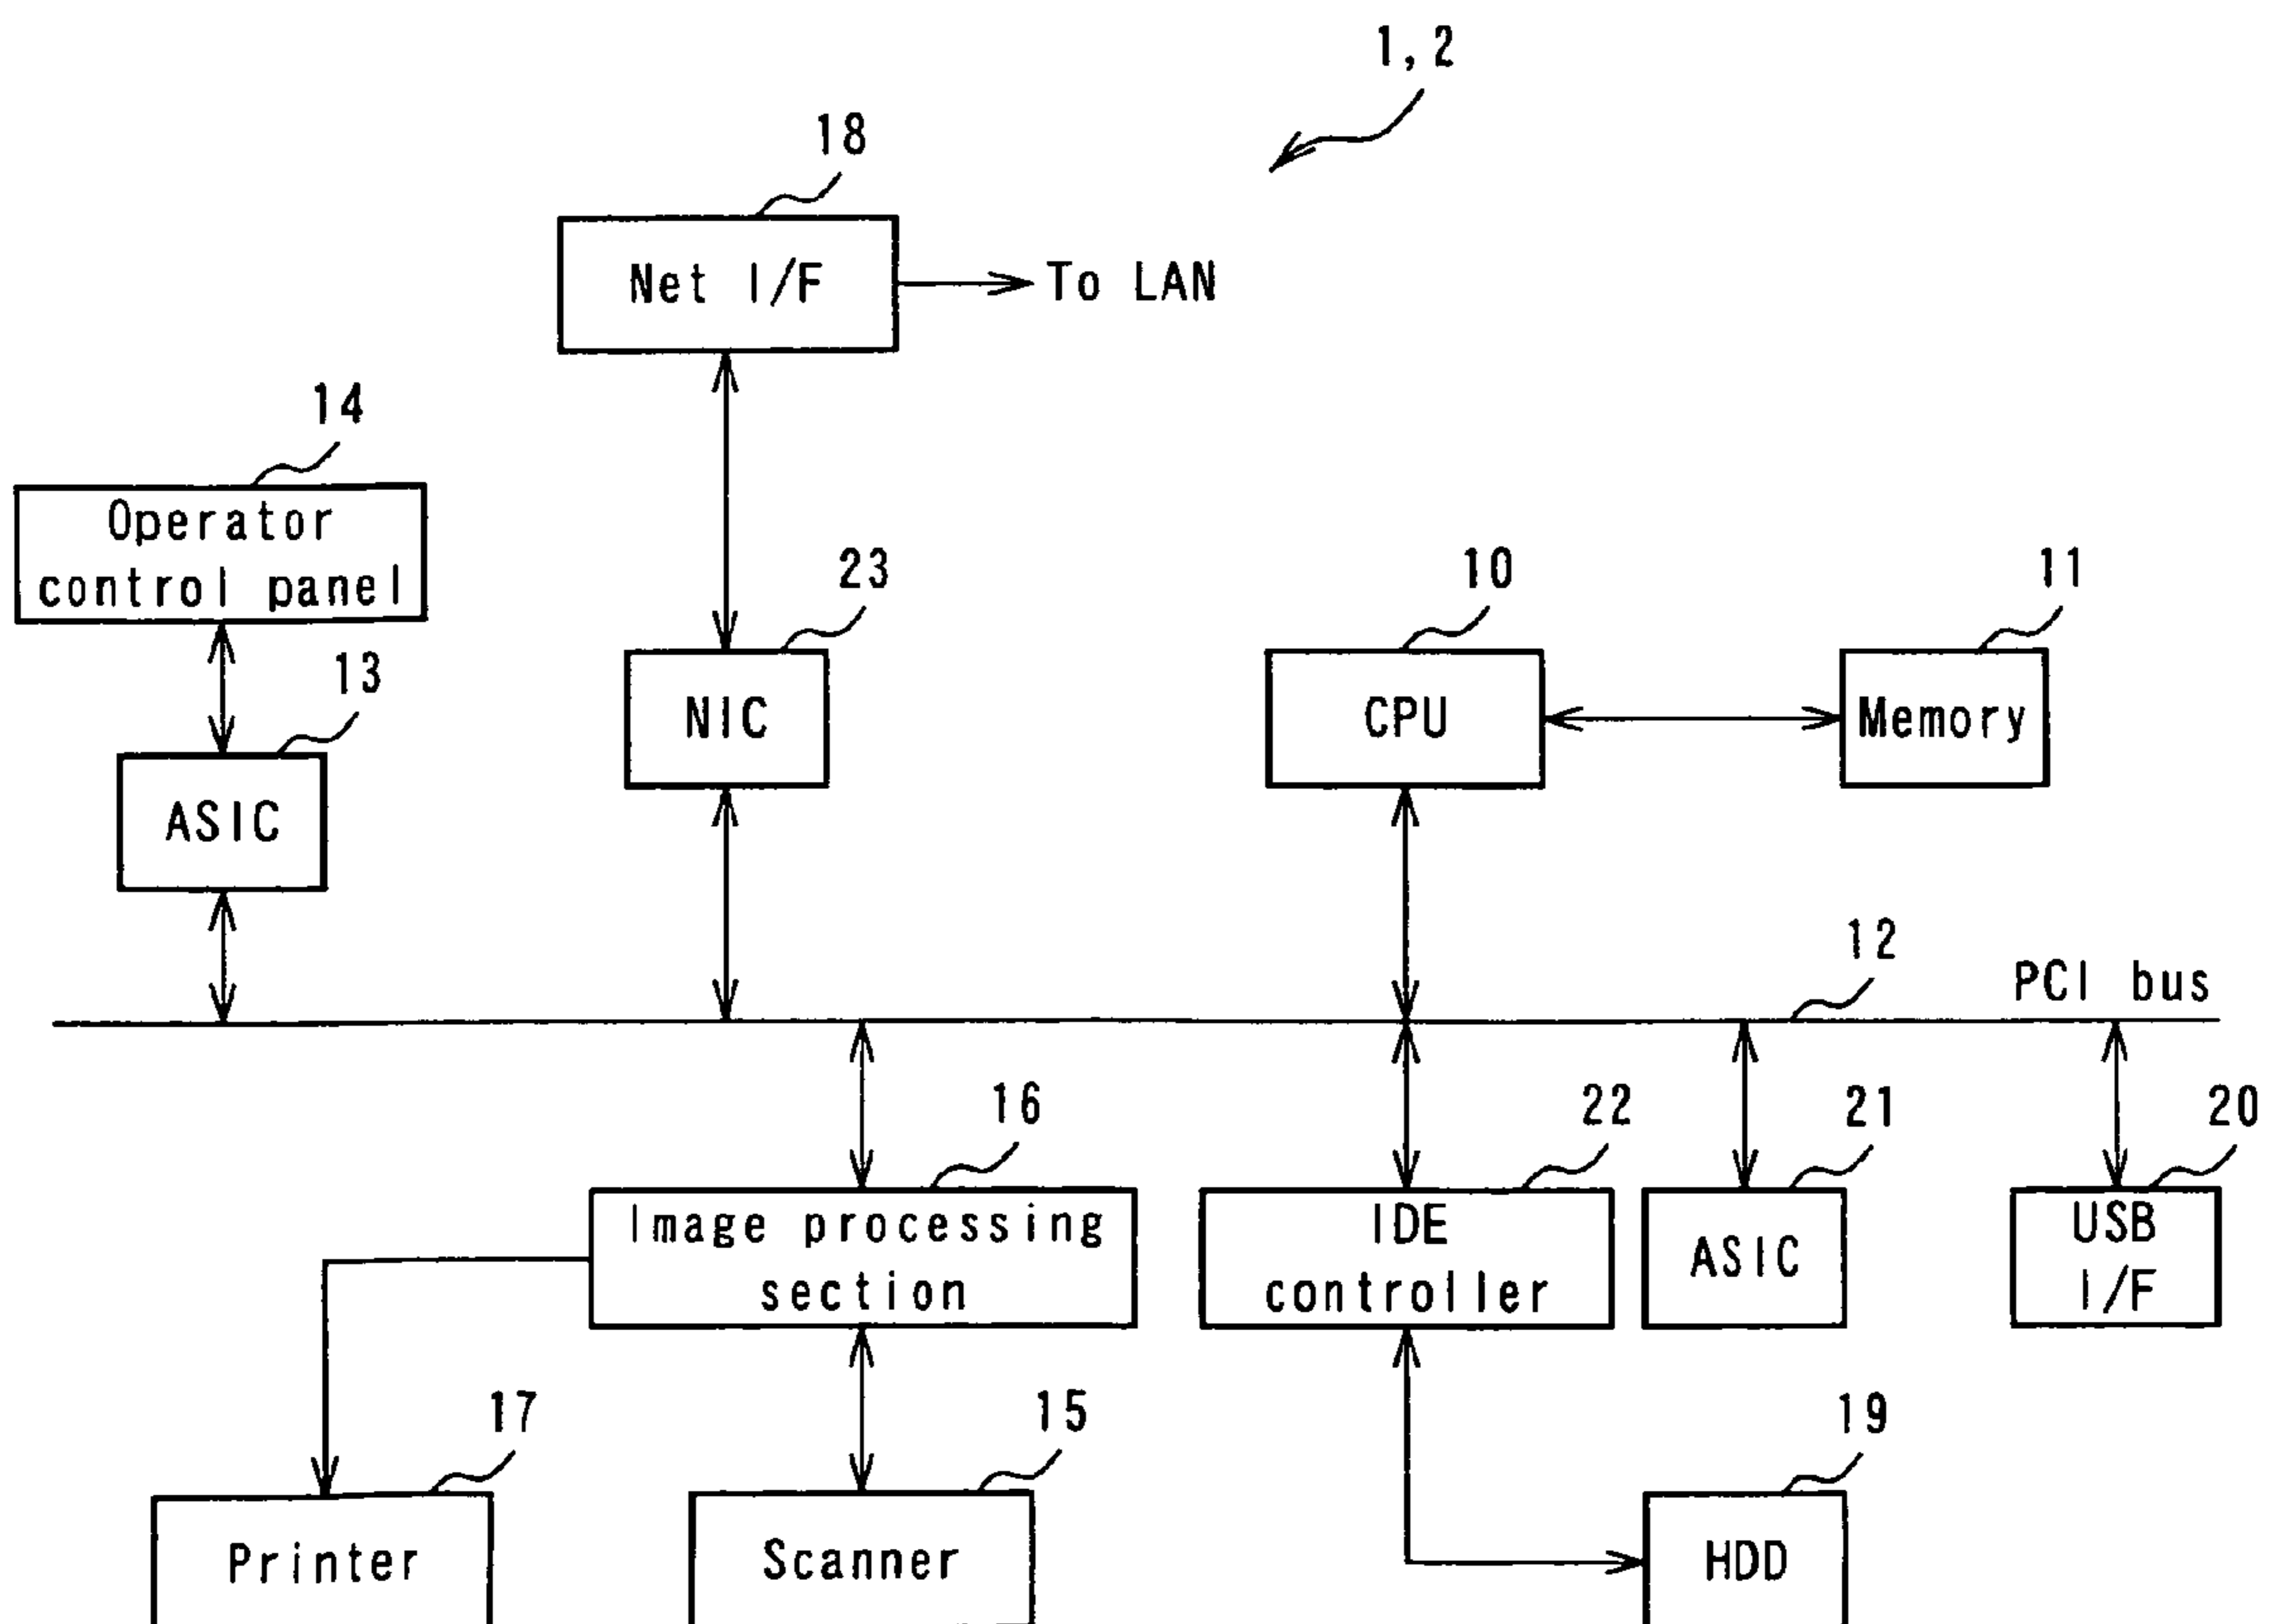 1, 2
18
Net I/F
To LAN
14
Operator
control panel
23
10
11
13
NIC
CPU
Memory
ASIC
12
PCI bus
16
22
21
20
Image processing
section
IDE
controller
ASIC
USB
I/F
17
15
19
Printer
Scanner
HDD